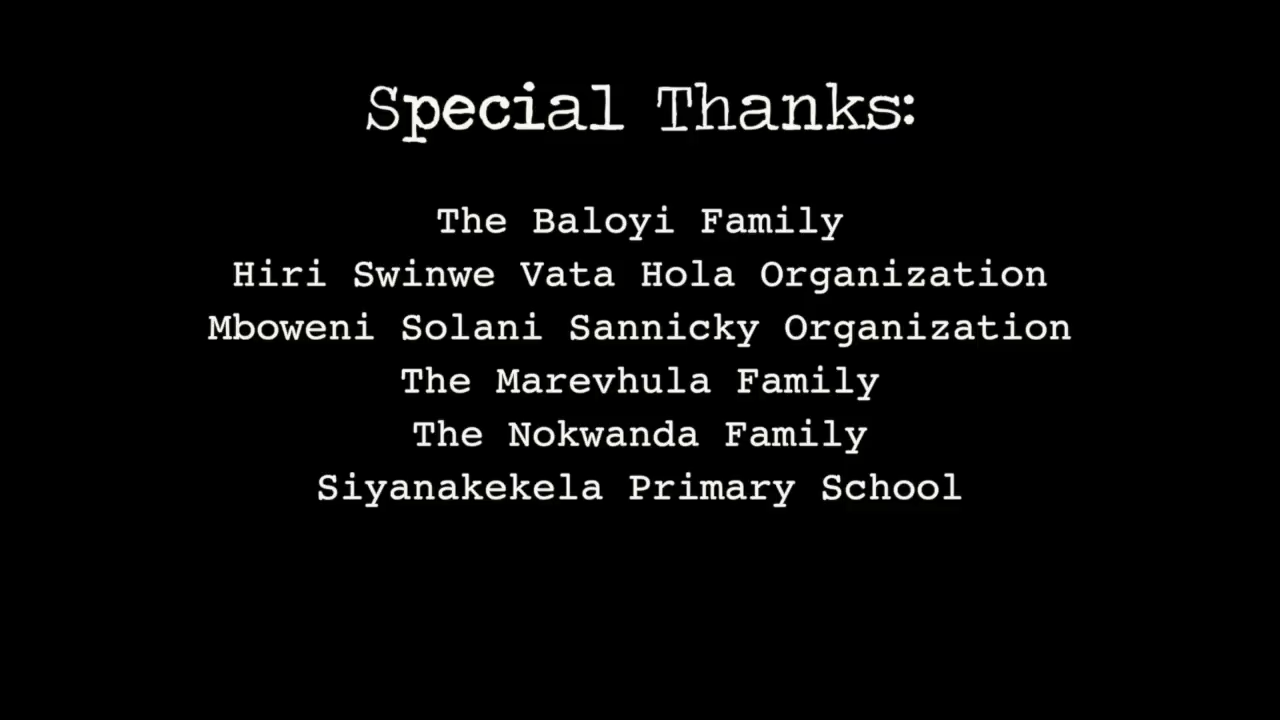 Special Thanks:
The Baloyi Family
Hiri Swinwe Vata Hola Organization
Mboweni Solani Sannicky Organization
The Marevhula Family
The Nokwanda Family
Siyanakekela Primary School